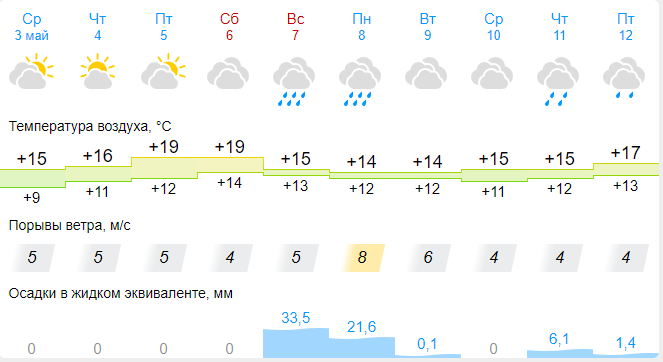 Ср Чт Пт Сб Вс Пн Вт Ср Чт Пт
3 май 4 5 6 7 8 9 10 11 12
Температура воздуха, °C
+15 +16 +19 +19 +15 +14 +14 +15 +15 +17
+9 +11 +12 +14 +13 +12 +12 +11 +12 +13
Порывы ветра, м/с
5 5 5 4 5 8 6 4 4 4
Осадки в жидком эквиваленте, мм
0 0 0 0 33,5 21,6 0,1 0 6,1 1,4